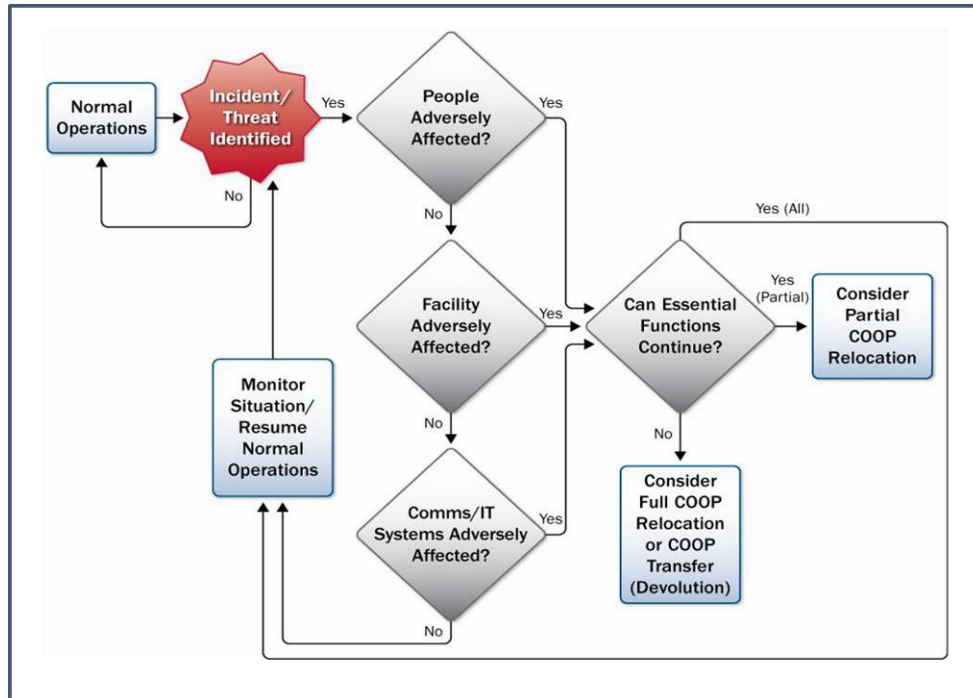 Normal
Operations
Incident/
Threat
Identified
Yes
No
People
Adversely
Affected?
Yes
No
Facility
Adversely
Affected?
Yes
No
Comms/IT
Systems Adversely
Affected?
Yes
No
Can Essential
Functions
Continue?
Yes (All)
Yes
(Partial)
No
Consider
Partial
COOP
Relocation
Consider
Full COOP
Relocation
or COOP
Transfer
(Devolution)
Monitor
Situation/
Resume
Normal
Operations